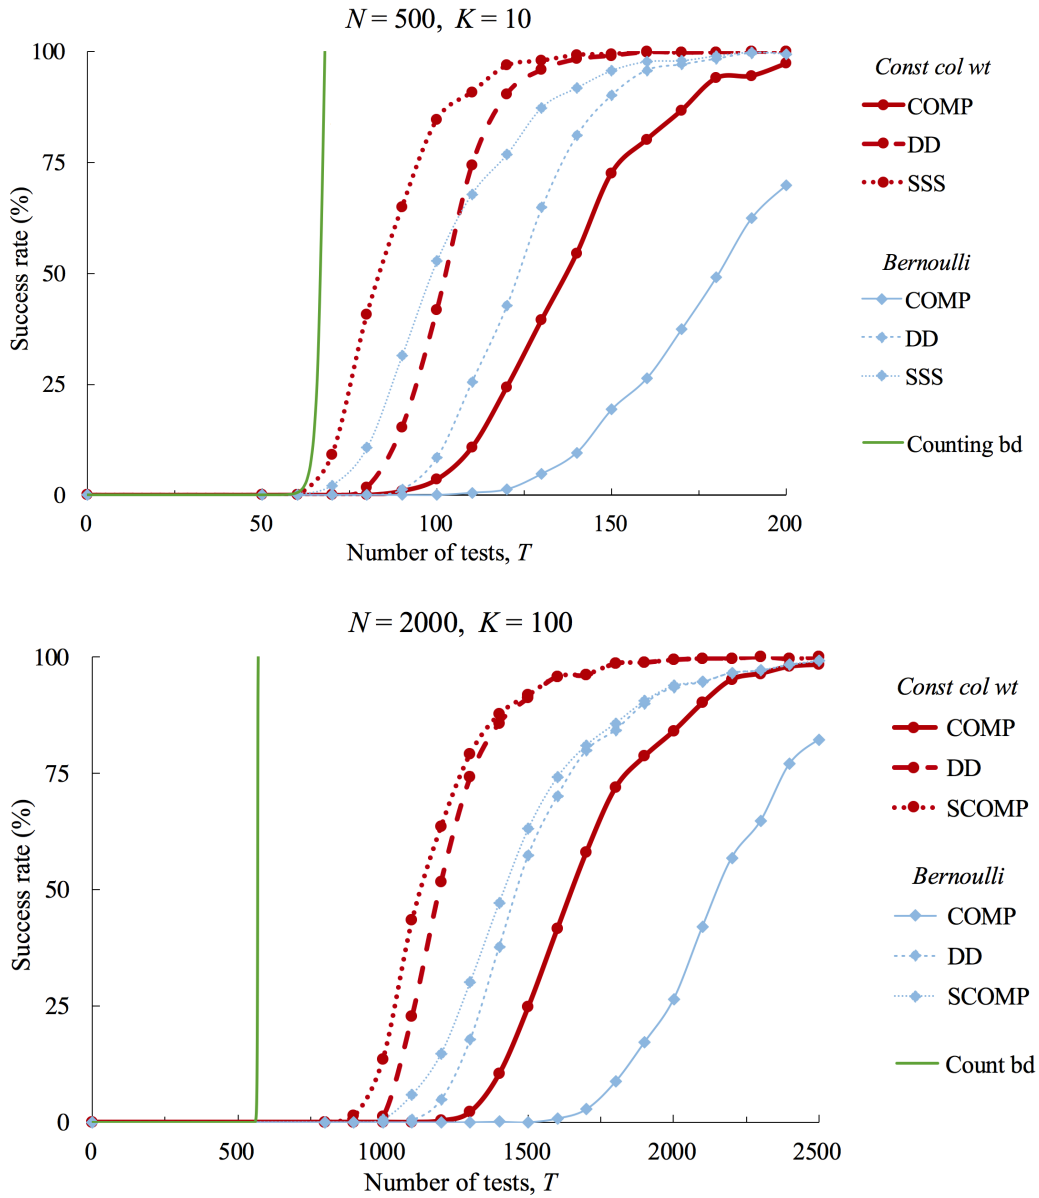 N = 500, K = 10
100
75
50
25
0
Success rate (%)
0 50 100 150 200
Number of tests, T
Const col wt
COMP
DD
SSS
Bernoulli
COMP
DD
SSS
Counting bd
N = 2000, K = 100
100
75
50
25
0
Success rate (%)
0 500 1000 1500 2000 2500
Number of tests, T
Const col wt
COMP
DD
SCOMP
Bernoulli
COMP
DD
SCOMP
Count bd